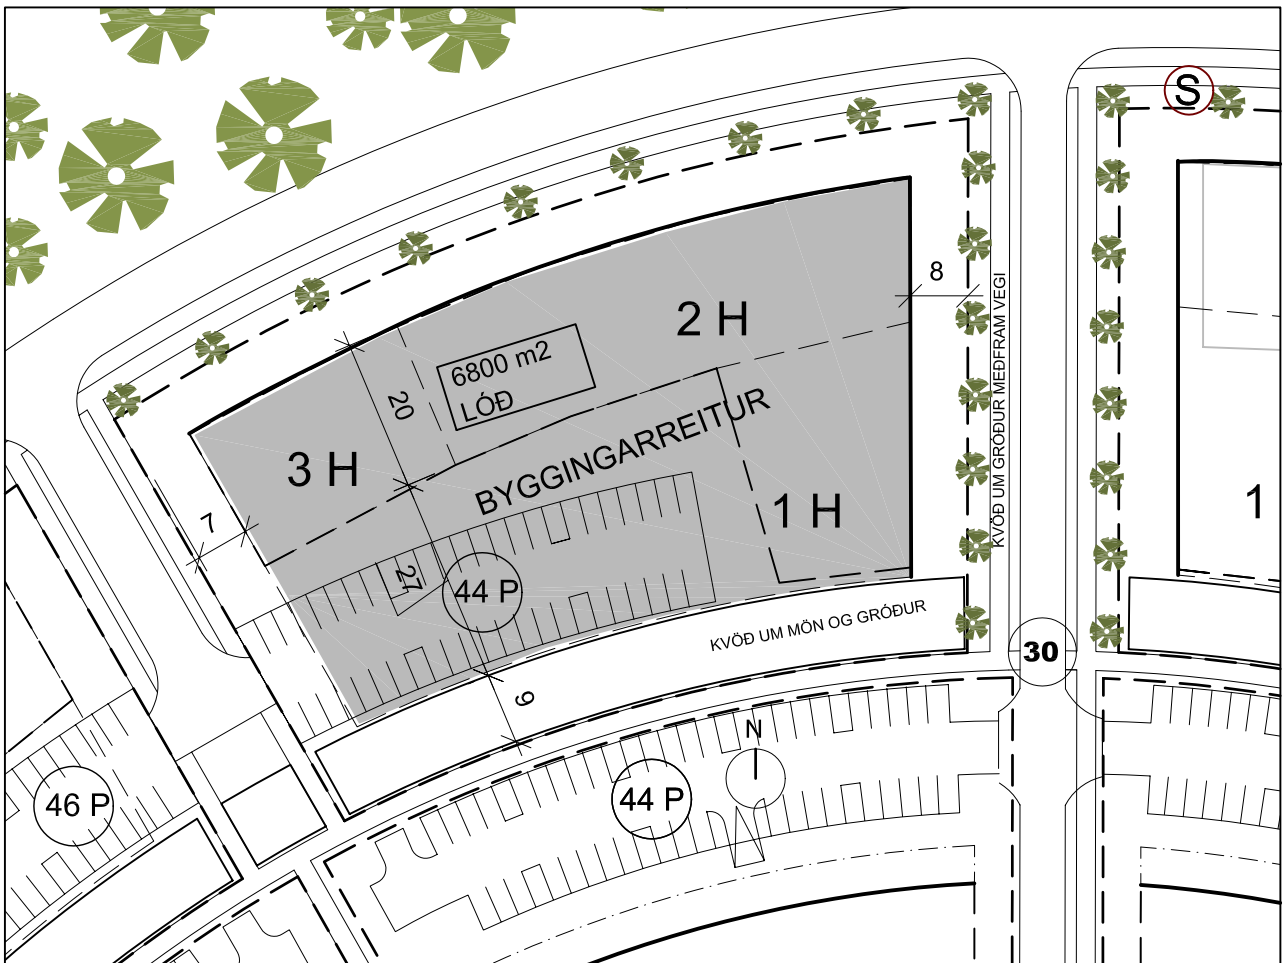 S
8
2 H
6800 m2
LÓÐ
20
BYGGINGARREITUR
3 H
KVÖÐ UM GRÓÐUR MEÐFRAM VEGI
1 H
1
7
27
44 P
KVÖÐ UM MÖN OG GRÓÐUR
30
9
N
46 P
44 P